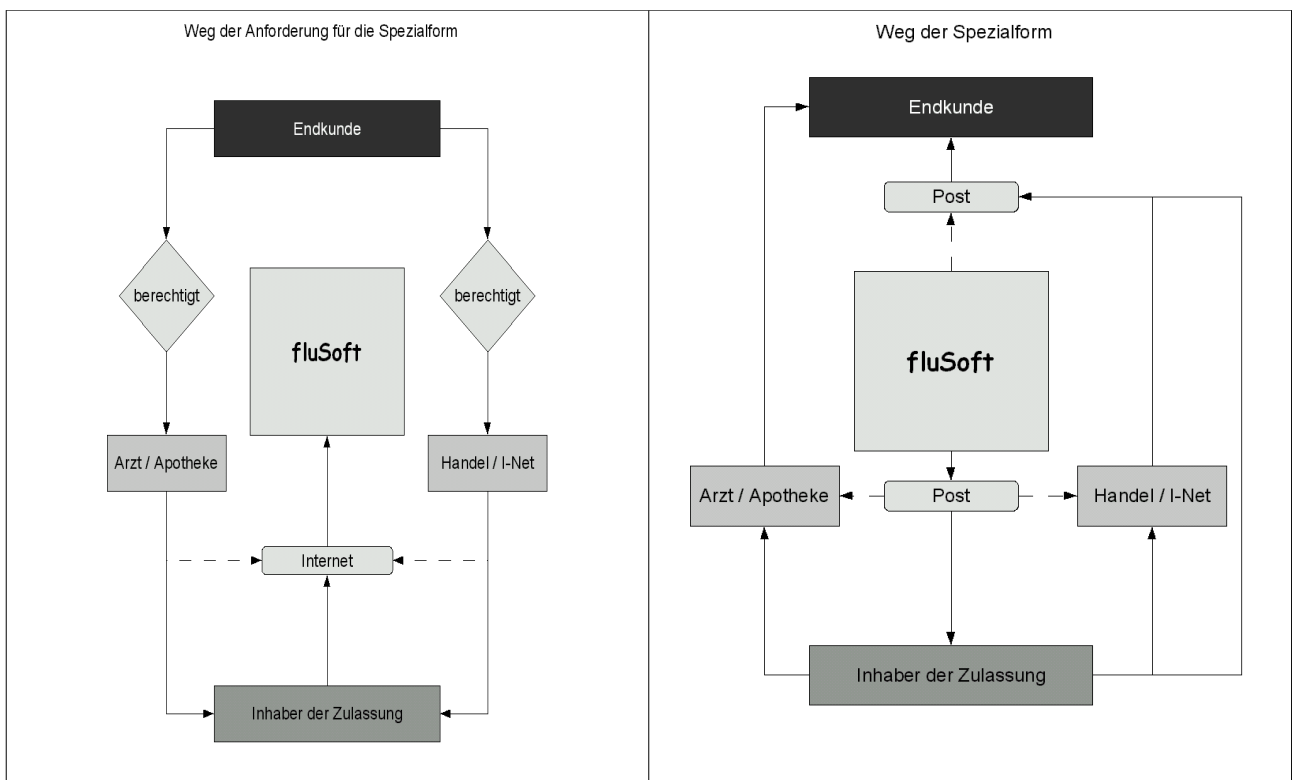 Weg der Anforderung für die Spezialform
Endkunde
berechtigt
berechtigt
fluSoft
Arzt / Apotheke
Handel / I-Net
Internet
Inhaber der Zulassung
Weg der Spezialform
Endkunde
Post
fluSoft
Arzt / Apotheke
Post
Handel / I-Net
Inhaber der Zulassung